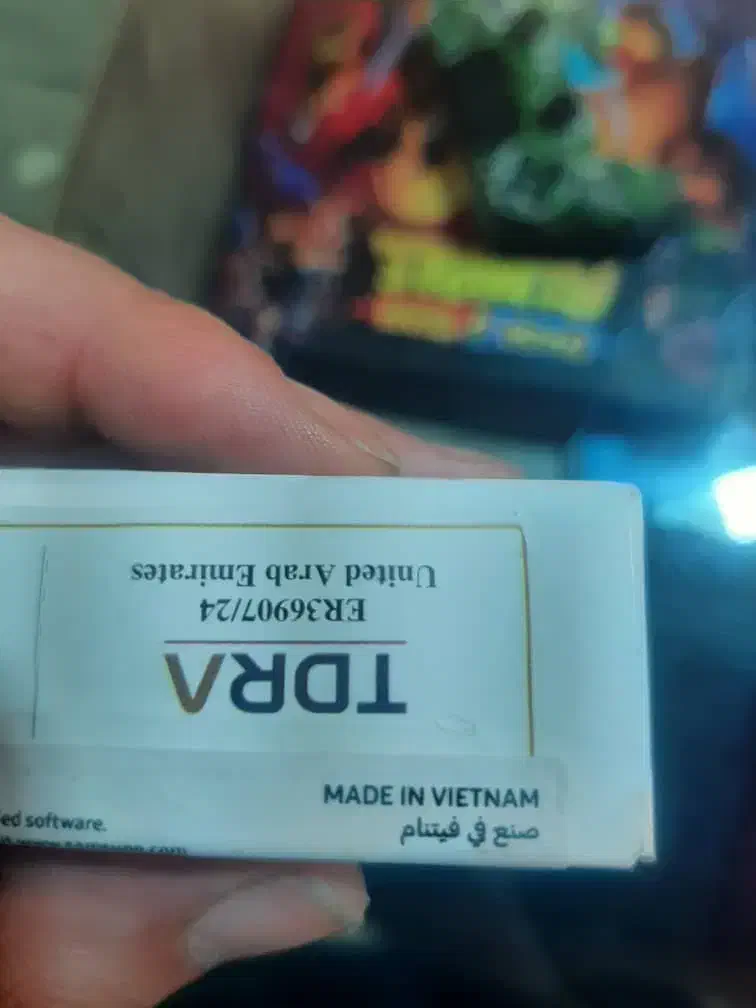 United Arab Emirates
ER36907/24
TDRA
MADE IN VIETNAM
صنع في فيتنام
ed software.